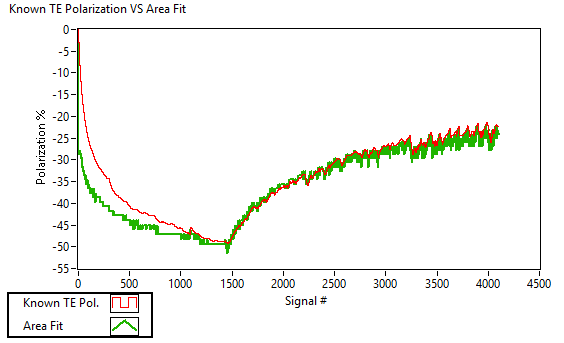 Known TE Polarization VS Area Fit
0
-5
-10
-15
-20
-25
-30
-35
-40
-45
-50
-55
Polarization %
0 500 1000 1500 2000 2500 3000 3500 4000 4500
Signal #
Known TE Pol.
Area Fit